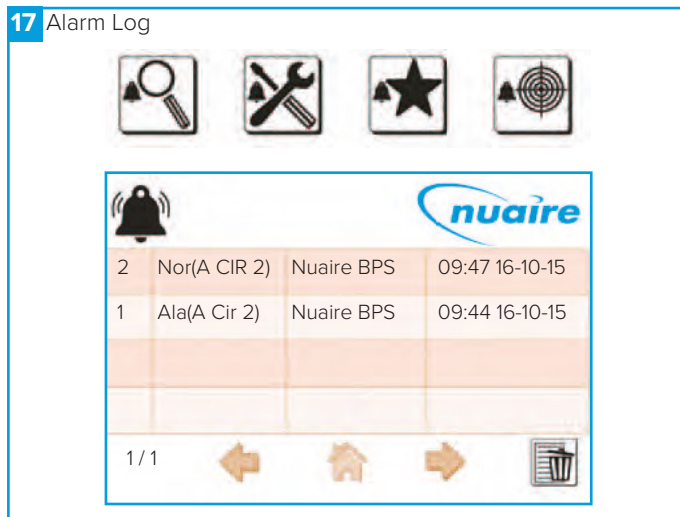 17 Alarm Log
nuaire
2 Nor(A CIR 2) Nuaire BPS 09:47 16-10-15
1 Ala(A Cir 2) Nuaire BPS 09:44 16-10-15
1 / 1